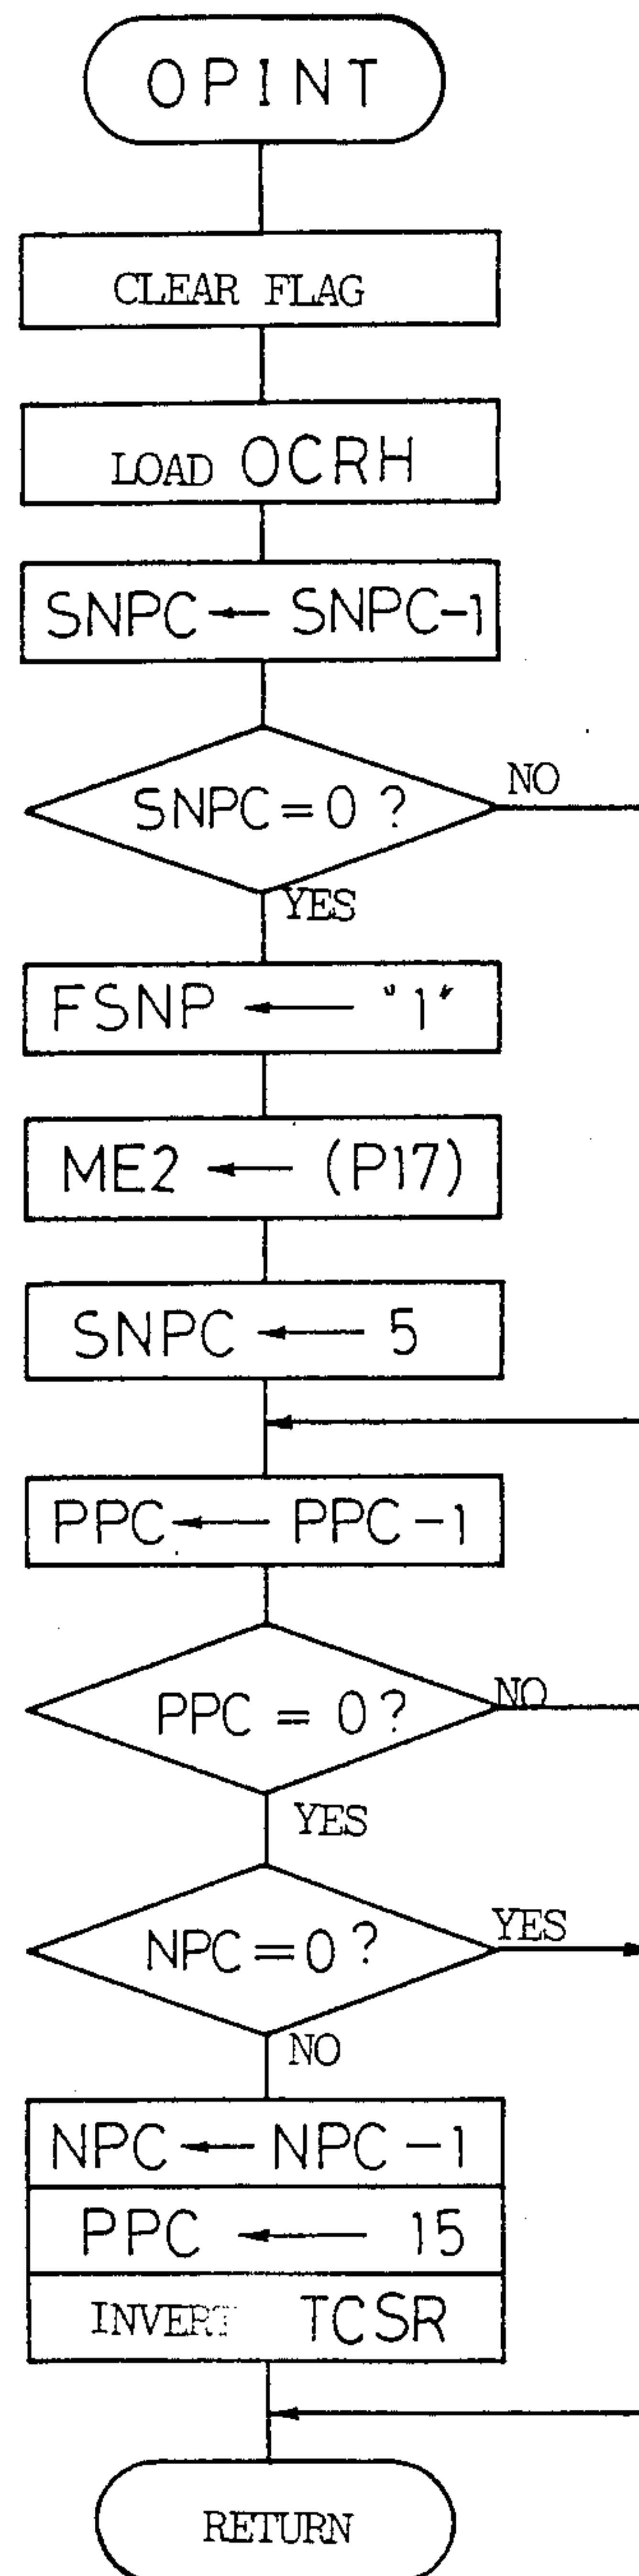 OPINT
CLEAR FLAG
LOAD OCRH
SNPC ← SNPC-1
SNPC = 0 ?
NO
YES
FSNP ← "1"
ME2 ← (P17)
SNPC ← 5
PPC ← PPC-1
PPC = 0 ?
NO
YES
NPC = 0 ?
YES
NO
NPC ← NPC-1
PPC ← 15
INVERT TCSR
RETURN